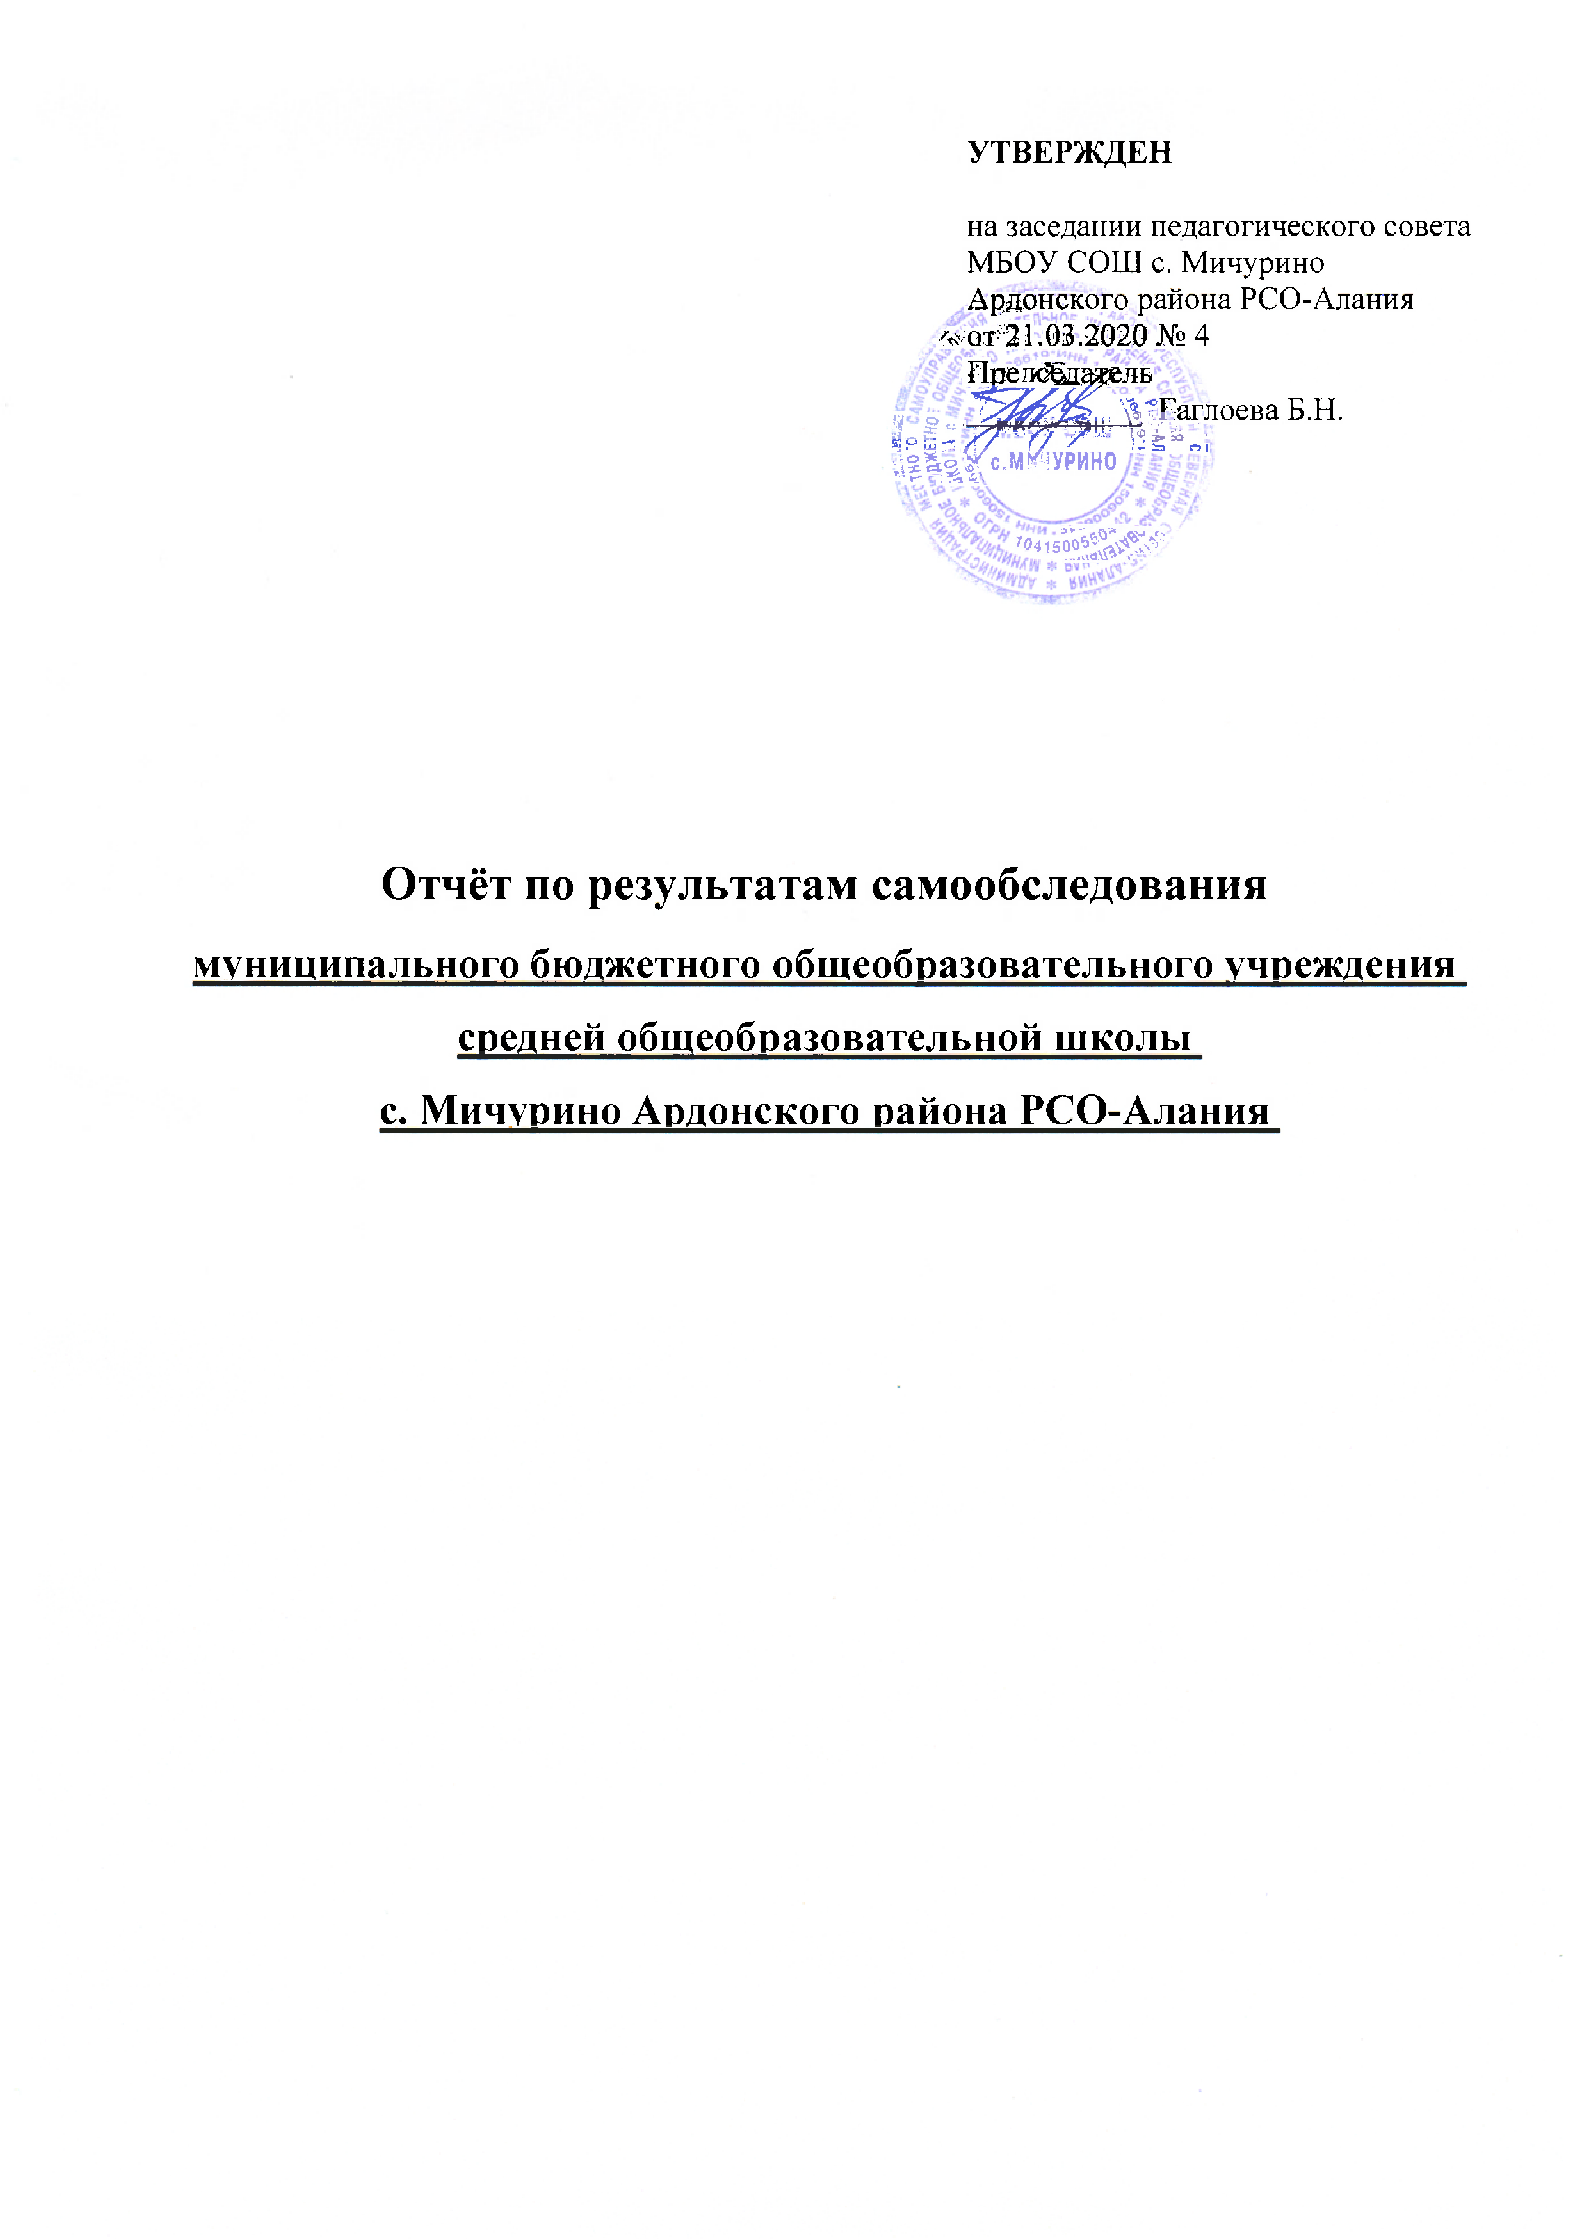 УТВЕРЖДЕН
на заседании педагогического совета
МБОУ СОШ с. Мичурино
Ардонского района РСО-Алания
от 21.03.2020 № 4
Председатель
Гаглоева Б.Н.
с.МИЧУРИНО
Отчёт по результатам самообследования
муниципального бюджетного общеобразовательного учреждения
средней общеобразовательной школы
с. Мичурино Ардонского района РСО-Алания